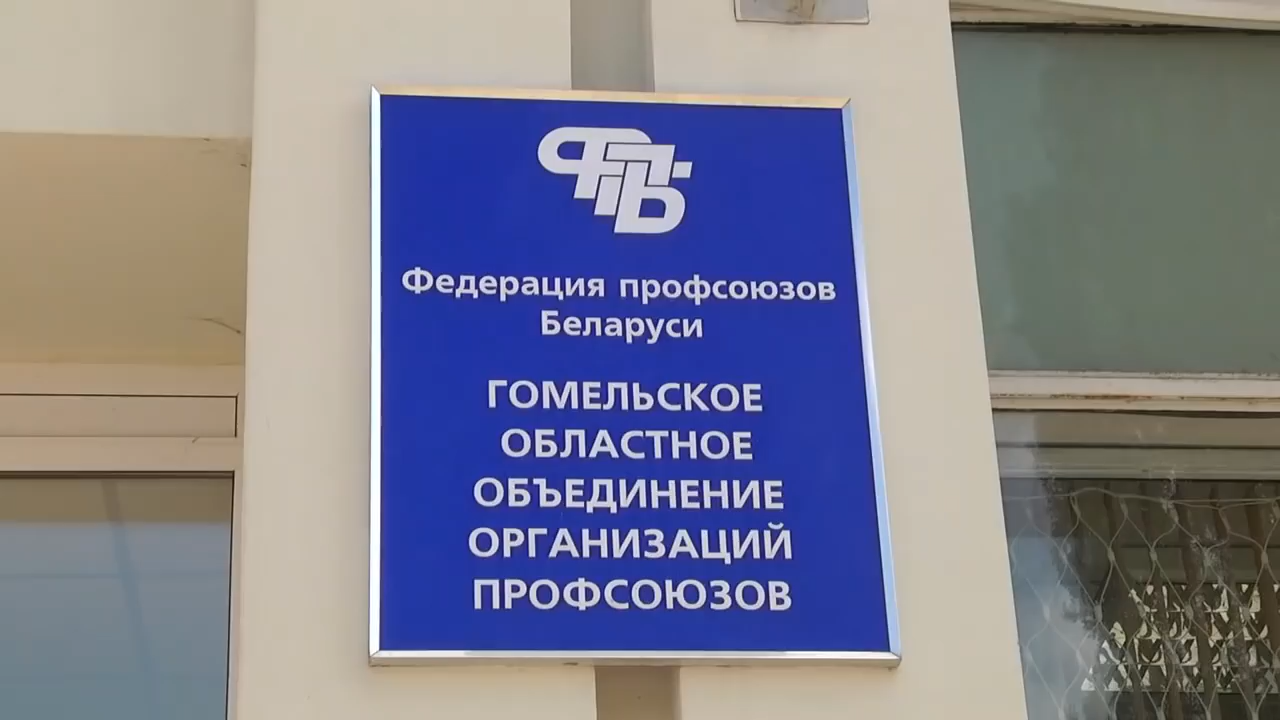 ФПБ
Федерация профсоюзов
Беларуси
ГОМЕЛЬСКОЕ
ОБЛАСТНОЕ
ОБЪЕДИНЕНИЕ
ОРГАНИЗАЦИЙ
ПРОФСОЮЗОВ